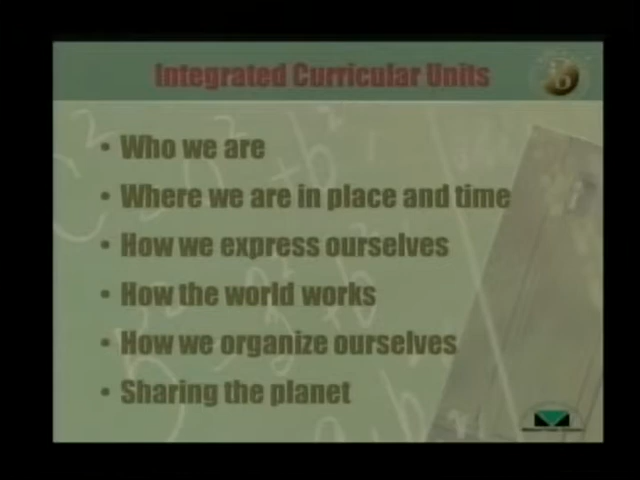 Integrated Curricular Units
• Who we are
• Where we are in place and time
• How we express ourselves
• How the world works
• How we organize ourselves
• Sharing the planet